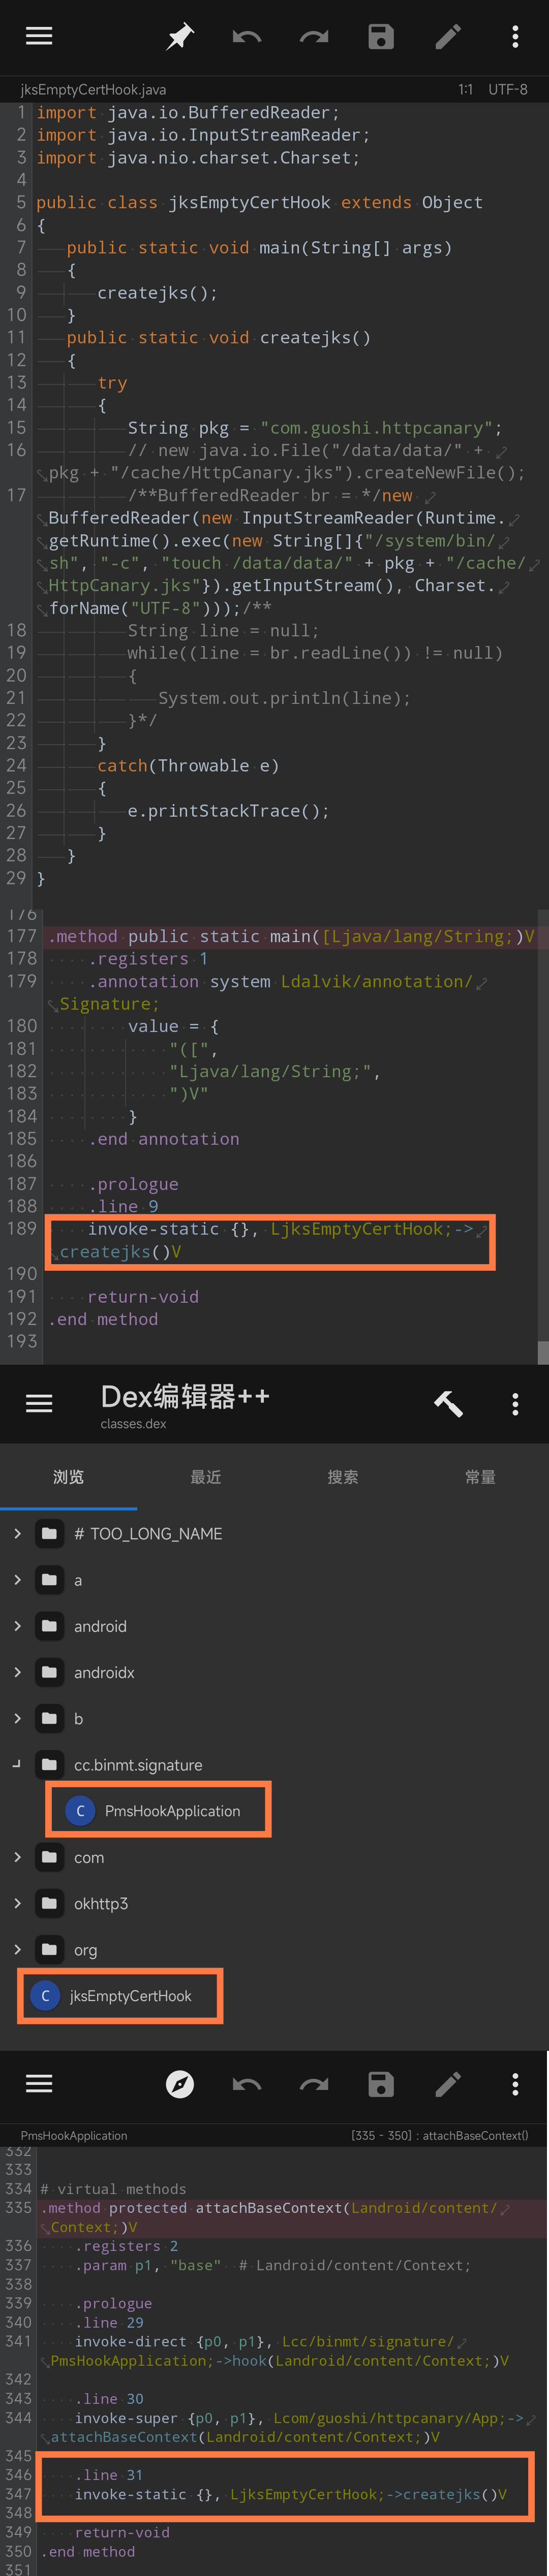 jksEmptyCertHook.java 1:1 UTF-8
1 import java.io.BufferedReader;
2 import java.io.InputStreamReader;
3 import java.nio.charset.Charset;
4
5 public class jksEmptyCertHook extends Object
6 {
7 public static void main(String[] args)
8 {
9 createjks();
10 }
11 public static void createjks()
12 {
13 try
14 {
15 String pkg = "com.guoshi.httpcanary";
16 // new java.io.File("/data/data/" +
pkg + "/cache/HttpCanary.jks").createNewFile();
17 /**BufferedReader br = */new
BufferedReader(new InputStreamReader(Runtime.
getRuntime().exec(new String[]{"/system/bin/
sh", "-c", "touch /data/data/" + pkg + "/cache/
HttpCanary.jks"}).getInputStream(), Charset.
forName("UTF-8")));/**
18 String line = null;
19 while((line = br.readLine()) != null)
20 {
21 System.out.println(line);
22 }*/
23 }
24 catch(Throwable e)
25 {
26 e.printStackTrace();
27 }
28 }
29 }
176
177 .method public static main([Ljava/lang/String;)V
178 .registers 1
179 .annotation system Ldalvik/annotation/
Signature;
180 value = {
181 "([",
182 "Ljava/lang/String;",
183 ")V"
184 }
185 .end annotation
186
187 .prologue
188 .line 9
189 invoke-static {}, LjksEmptyCertHook;->
createjks()V
190
191 return-void
192 .end method
193
Dex编辑器++
classes.dex
浏览 最近 搜索 常量
# TOO_LONG_NAME
a
android
androidx
b
cc.binmt.signature
C PmsHookApplication
com
okhttp3
org
C jksEmptyCertHook
PmsHookApplication [335 - 350] : attachBaseContext()
332
333
334 # virtual methods
335 .method protected attachBaseContext(Landroid/content/
Context;)V
336 .registers 2
337 .param p1, "base" # Landroid/content/Context;
338
339 .prologue
340 .line 29
341 invoke-direct {p0, p1}, Lcc/binmt/signature/
PmsHookApplication;->hook(Landroid/content/Context;)V
342
343 .line 30
344 invoke-super {p0, p1}, Lcom/guoshi/httpcanary/App;->
attachBaseContext(Landroid/content/Context;)V
345
346 .line 31
347 invoke-static {}, LjksEmptyCertHook;->createjks()V
348
349 return-void
350 .end method
351